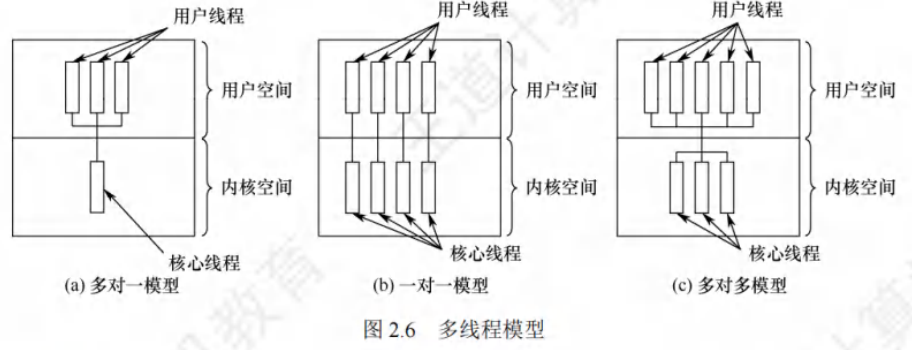 用户线程
用户空间
内核空间
核心线程
(a) 多对一模型
用户线程
用户空间
内核空间
核心线程
(b) 一对一模型
用户线程
用户空间
内核空间
核心线程
(c) 多对多模型
图 2.6 多线程模型